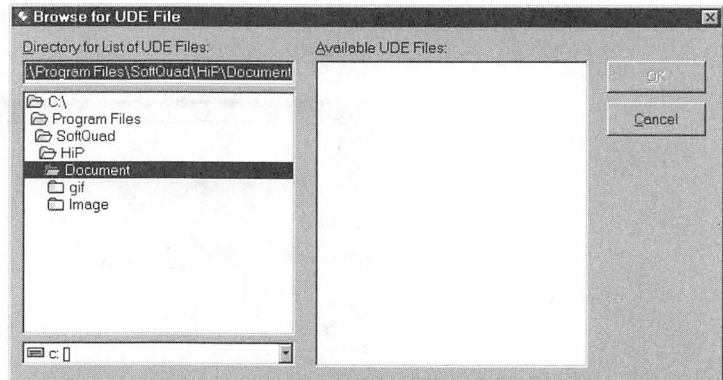 Browse for UDE File
Directory for List of UDE Files:
:\Program Files\SoftQuad\HiP\Document
C:\
Program Files
SoftQuad
HiP
Document
gif
Image
c: []
Available UDE Files:
OK
Cancel